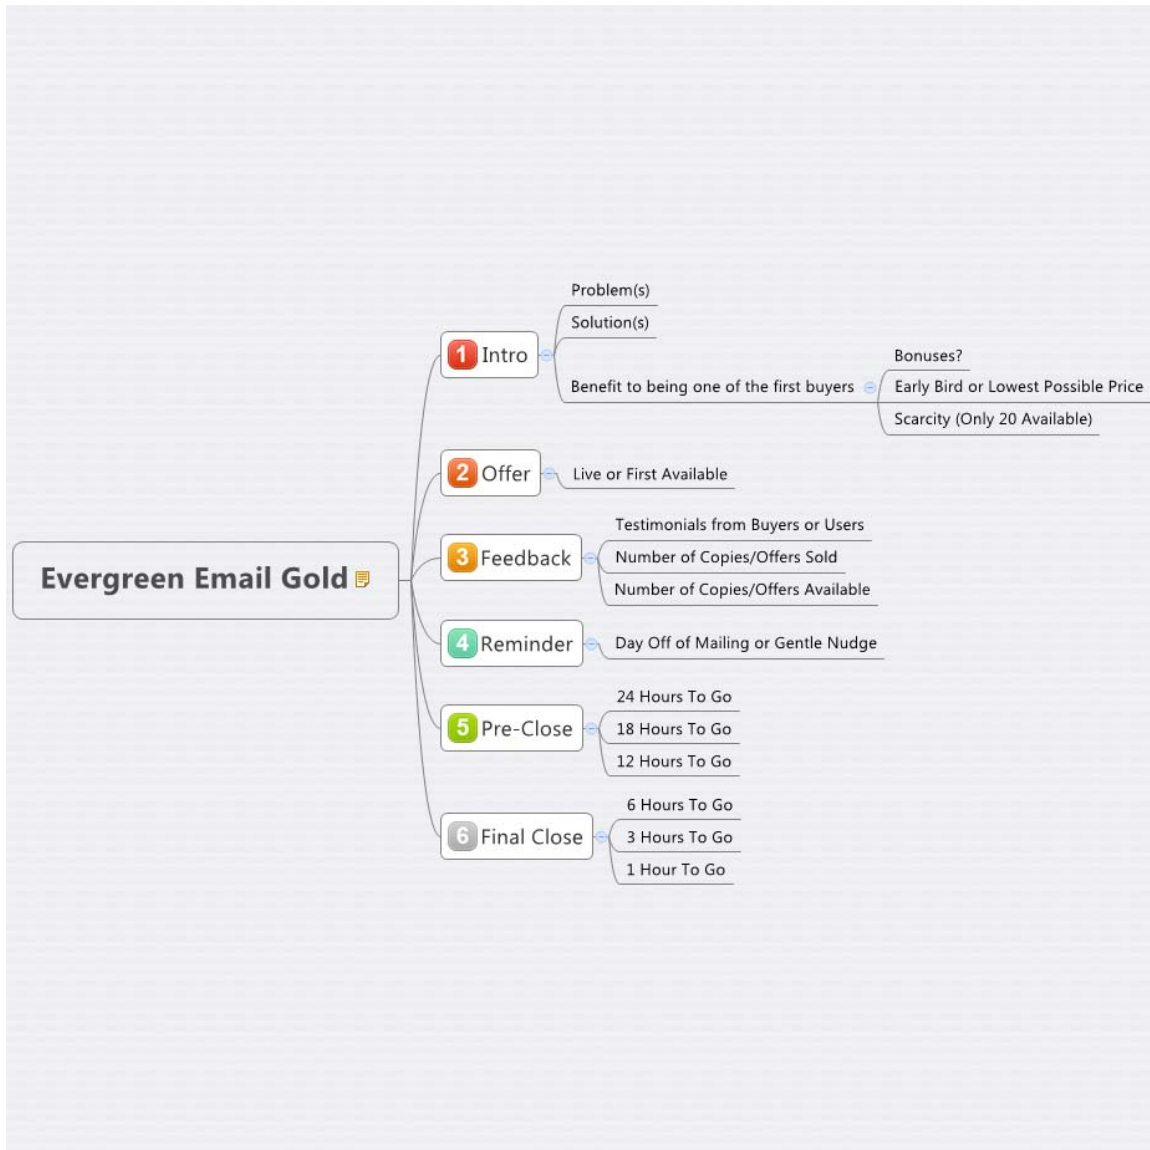 Evergreen Email Gold
1 Intro
Problem(s)
Solution(s)
Benefit to being one of the first buyers
Bonuses?
Early Bird or Lowest Possible Price
Scarcity (Only 20 Available)
2 Offer
Live or First Available
3 Feedback
Testimonials from Buyers or Users
Number of Copies/Offers Sold
Number of Copies/Offers Available
4 Reminder
Day Off of Mailing or Gentle Nudge
5 Pre-Close
24 Hours To Go
18 Hours To Go
12 Hours To Go
6 Final Close
6 Hours To Go
3 Hours To Go
1 Hour To Go